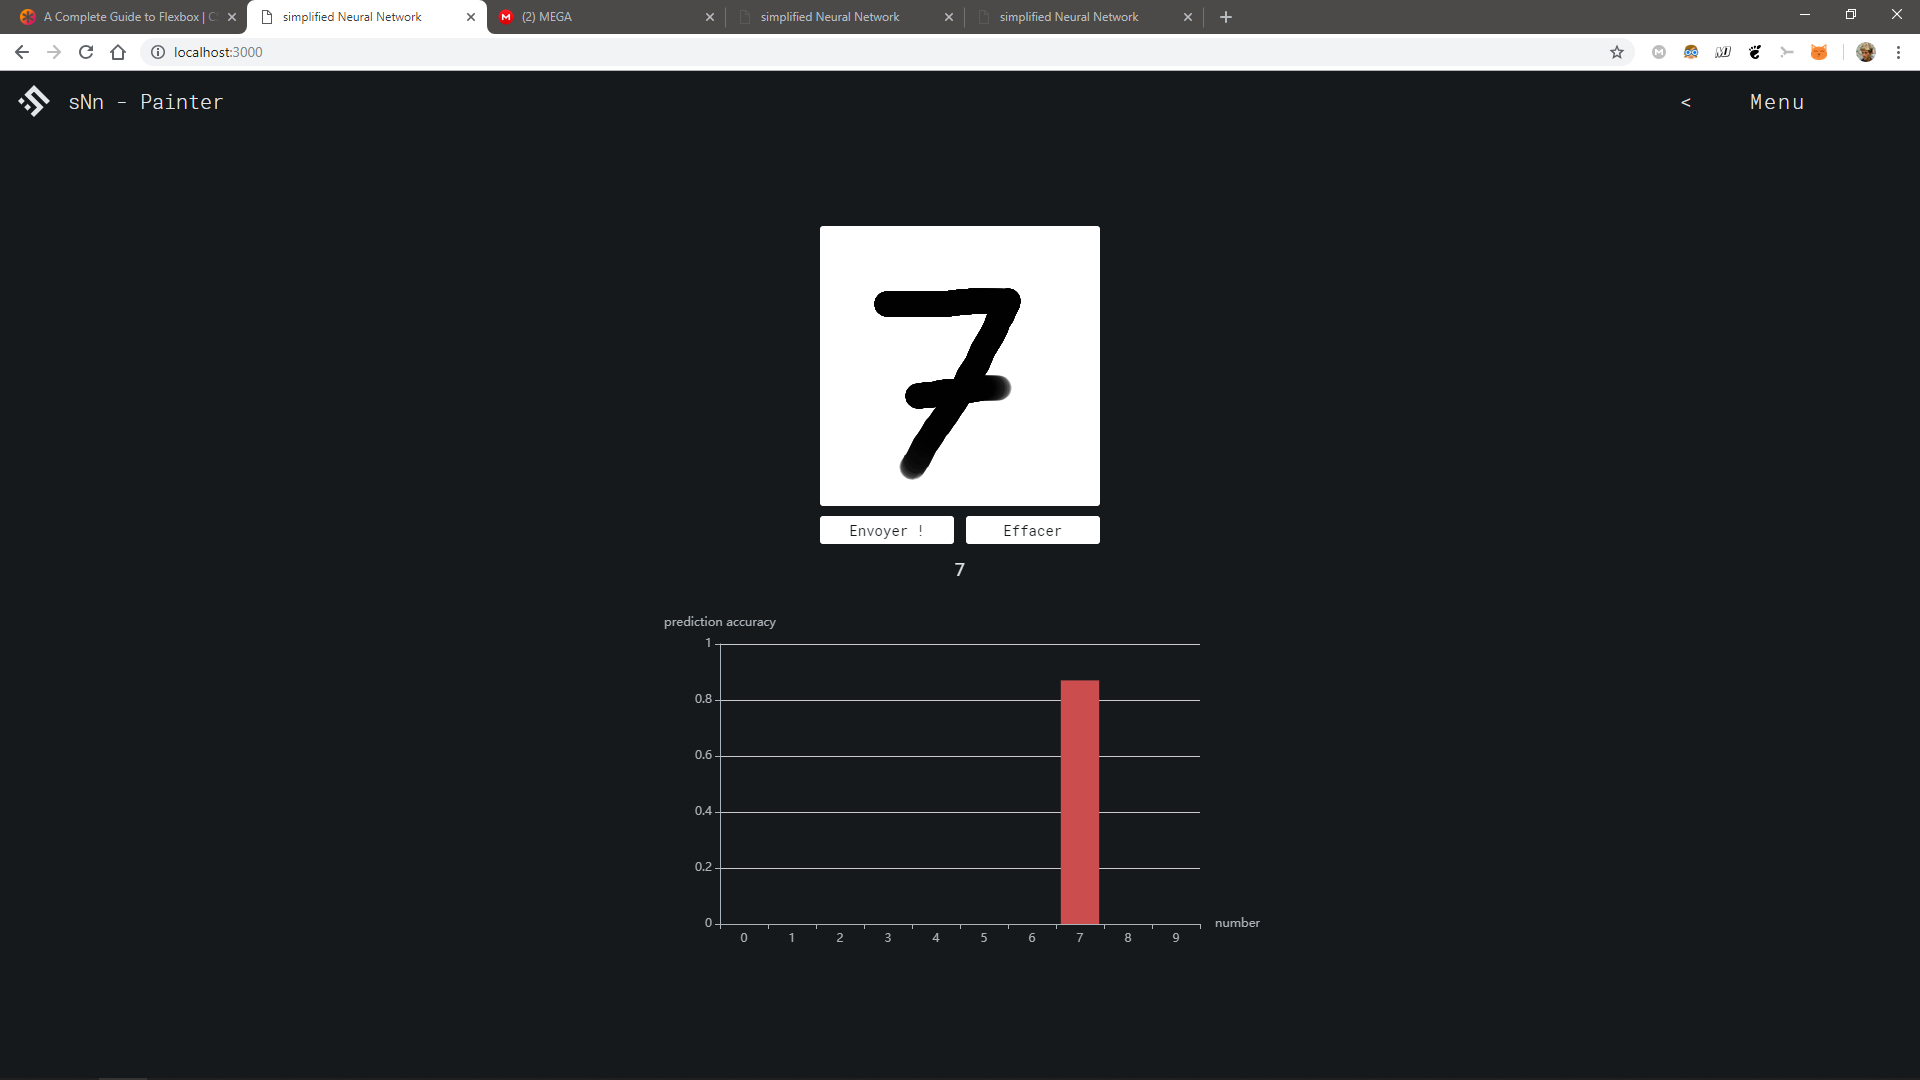 A Complete Guide to Flexbox | C
simplified Neural Network
(2) MEGA
simplified Neural Network
simplified Neural Network
localhost:3000
sNn - Painter
< Menu
7
Envoyer !
Effacer
7
prediction accuracy
1
0.8
0.6
0.4
0.2
0
0 1 2 3 4 5 6 7 8 9
number